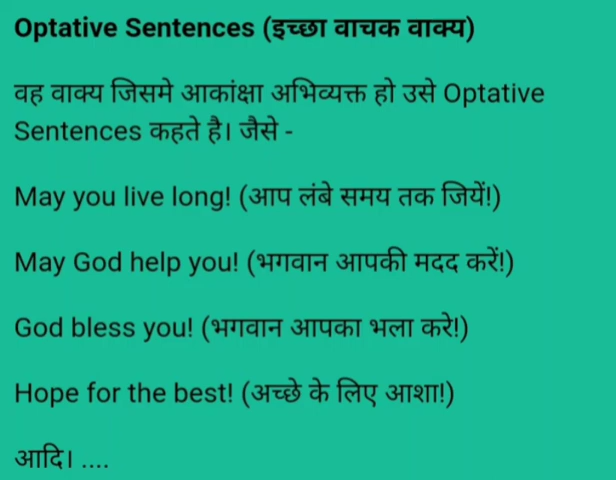 Optative Sentences (इच्छा वाचक वाक्य)
वह वाक्य जिसमे आकांक्षा अभिव्यक्त हो उसे Optative
Sentences कहते है। जैसे -
May you live long! (आप लंबे समय तक जियें!)
May God help you! (भगवान आपकी मदद करें!)
God bless you! (भगवान आपका भला करे!)
Hope for the best! (अच्छे के लिए आशा!)
आदि। ....